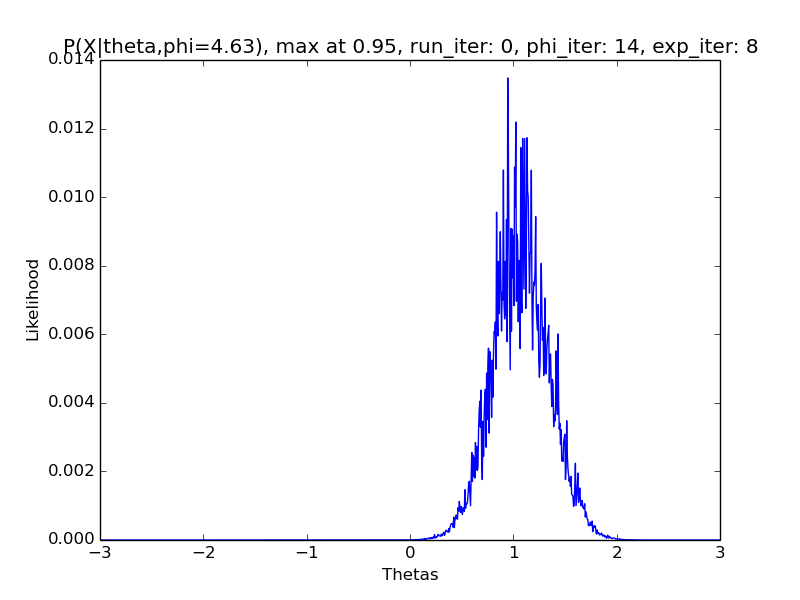 P(X|theta,phi=4.63), max at 0.95, run_iter: 0, phi_iter: 14, exp_iter: 8
0.014
0.012
0.010
0.008
0.006
0.004
0.002
0.000
Likelihood
−3 −2 −1 0 1 2 3
Thetas